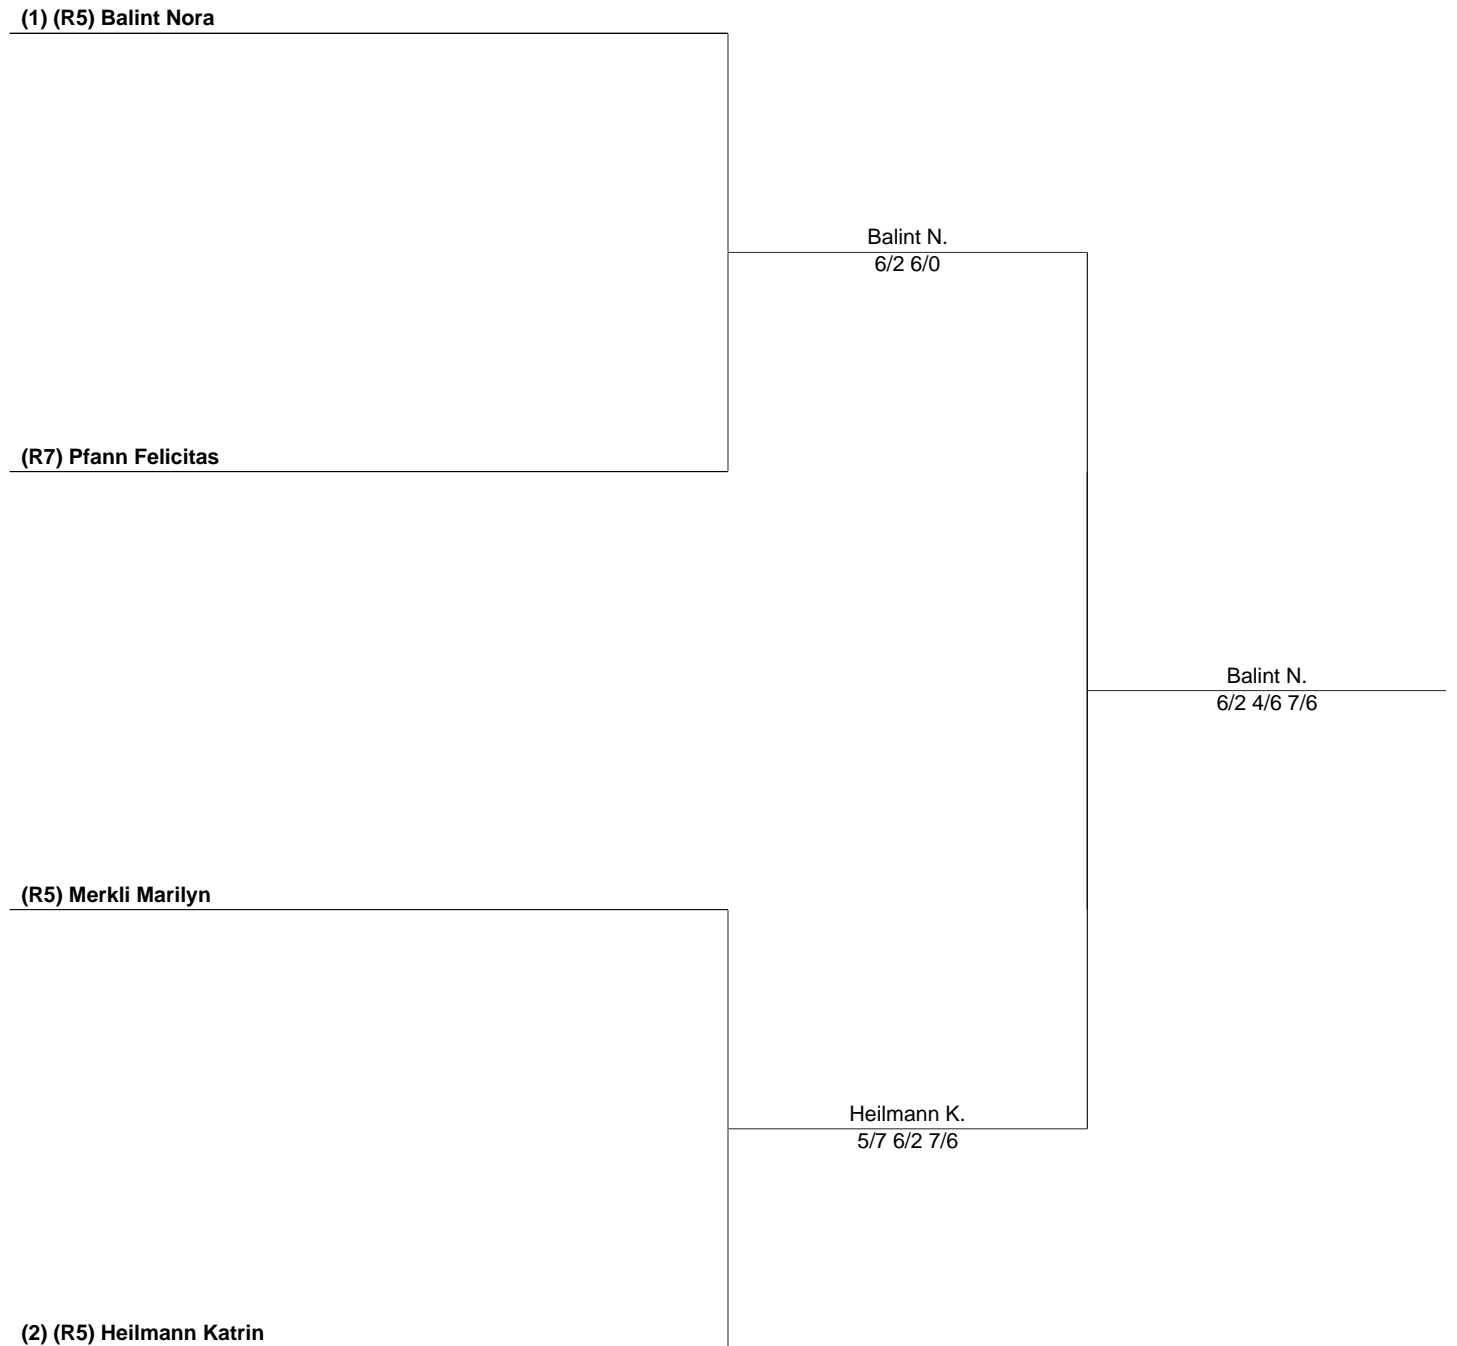 (1) (R5) Balint Nora
Balint N.
6/2 6/0
(R7) Pfann Felicitas
Balint N.
6/2 4/6 7/6
(R5) Merkli Marilyn
Heilmann K.
5/7 6/2 7/6
(2) (R5) Heilmann Katrin